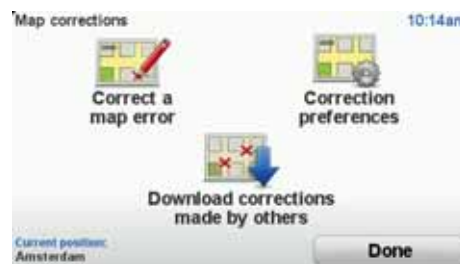 Map corrections
10:14am
Correct a
map error
Correction
preferences
Download corrections
made by others
Current position:
Amsterdam
Done